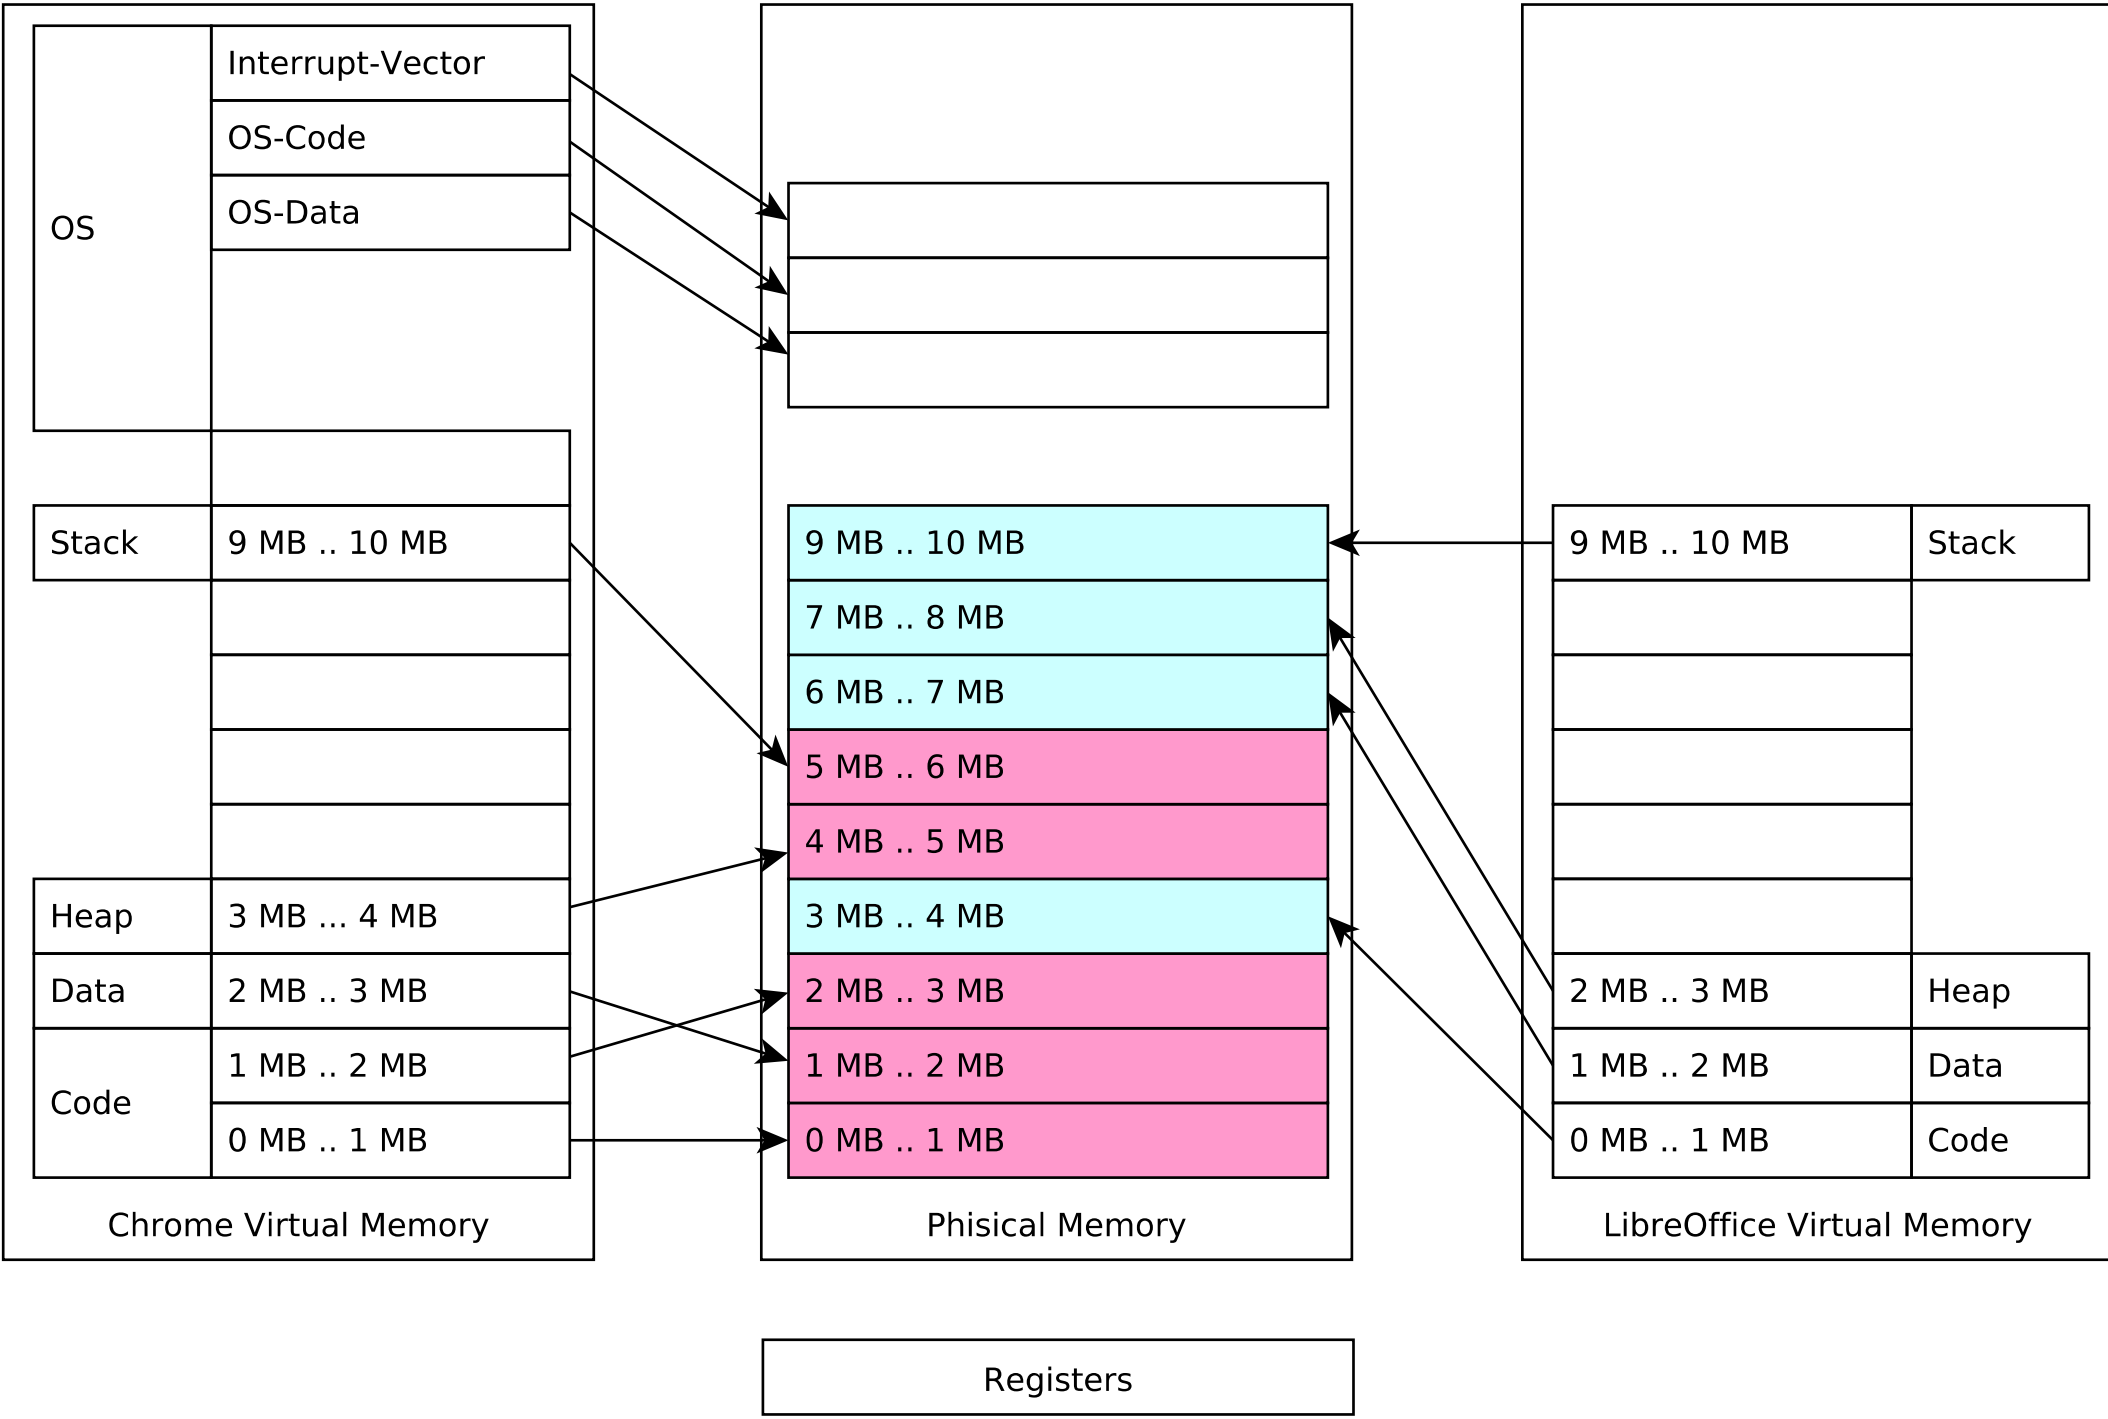 Interrupt-Vector
OS-Code
OS-Data
OS
Stack
9 MB .. 10 MB
Heap
3 MB ... 4 MB
Data
2 MB .. 3 MB
Code
1 MB .. 2 MB
0 MB .. 1 MB
Chrome Virtual Memory
9 MB .. 10 MB
7 MB .. 8 MB
6 MB .. 7 MB
5 MB .. 6 MB
4 MB .. 5 MB
3 MB .. 4 MB
2 MB .. 3 MB
1 MB .. 2 MB
0 MB .. 1 MB
Phisical Memory
9 MB .. 10 MB
Stack
2 MB .. 3 MB
Heap
1 MB .. 2 MB
Data
0 MB .. 1 MB
Code
LibreOffice Virtual Memory
Registers